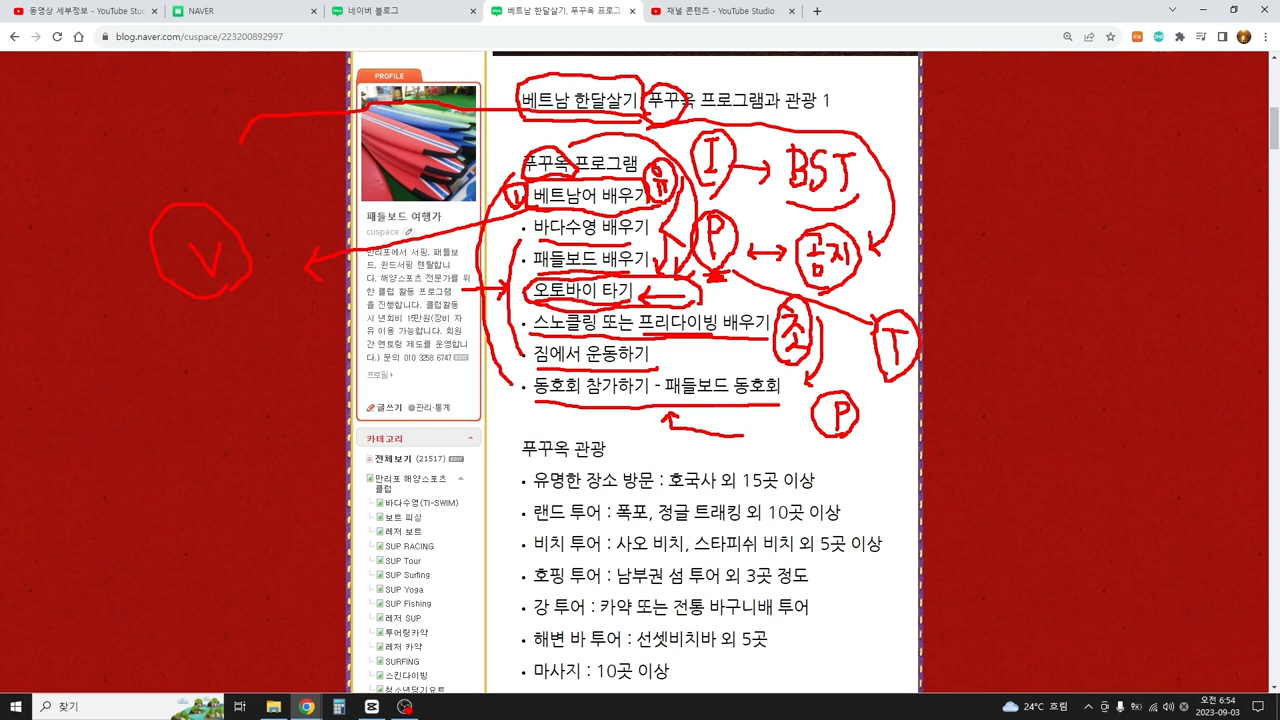 동영상 세부정보 - YouTube Stu
NAVER
네이버 블로그
베트남 한달살기, 푸꾸옥 프로그
채널 콘텐츠 - YouTube Studio
blog.naver.com/cuspace/223200892997
PROFILE
패들보드 여행가
cuspace
만리포에서 서핑, 패들보
드, 윈드서핑 렌탈합니
다. 해양스포츠 전문가를 위
한 클럽 활동 프로그램
을 진행합니다. 클럽활동
시 년회비 15만원(장비 자
유 이용 가능합니다. 회원
간 멘토링 제도를 운영합니
다.) 문의 010 3258 6747 EDIT
프로필
글쓰기 관리·통계
카테고리
전체보기 (21517) EDIT
만리포 해양스포츠
클럽
바다수영(TI-SWIM)
보트 피싱
레저 보트
SUP RACING
SUP Tour
SUP Surfing
SUP Yoga
SUP Fishing
레저 SUP
투어링카약
레저 카약
SURFING
스킨다이빙
청소년딩기요트
베트남 한달살기, 푸꾸옥 프로그램과 관광 1
푸꾸옥 프로그램
베트남어 배우기
• 바다수영 배우기
• 패들보드 배우기
• 오토바이 타기
• 스노클링 또는 프리다이빙 배우기
• 짐에서 운동하기
• 동호회 참가하기 - 패들보드 동호회
푸꾸옥 관광
• 유명한 장소 방문 : 호국사 외 15곳 이상
• 랜드 투어 : 폭포, 정글 트래킹 외 10곳 이상
• 비치 투어 : 사오 비치, 스타피쉬 비치 외 5곳 이상
• 호핑 투어 : 남부권 섬 투어 외 3곳 정도
• 강 투어 : 카약 또는 전통 바구니배 투어
• 해변 바 투어 : 선셋비치바 외 5곳
• 마사지 : 10곳 이상
V
1
유
I
BST
P
공지
초
T
P
찾기
24°C 흐림
오전 6:54
2023-09-03